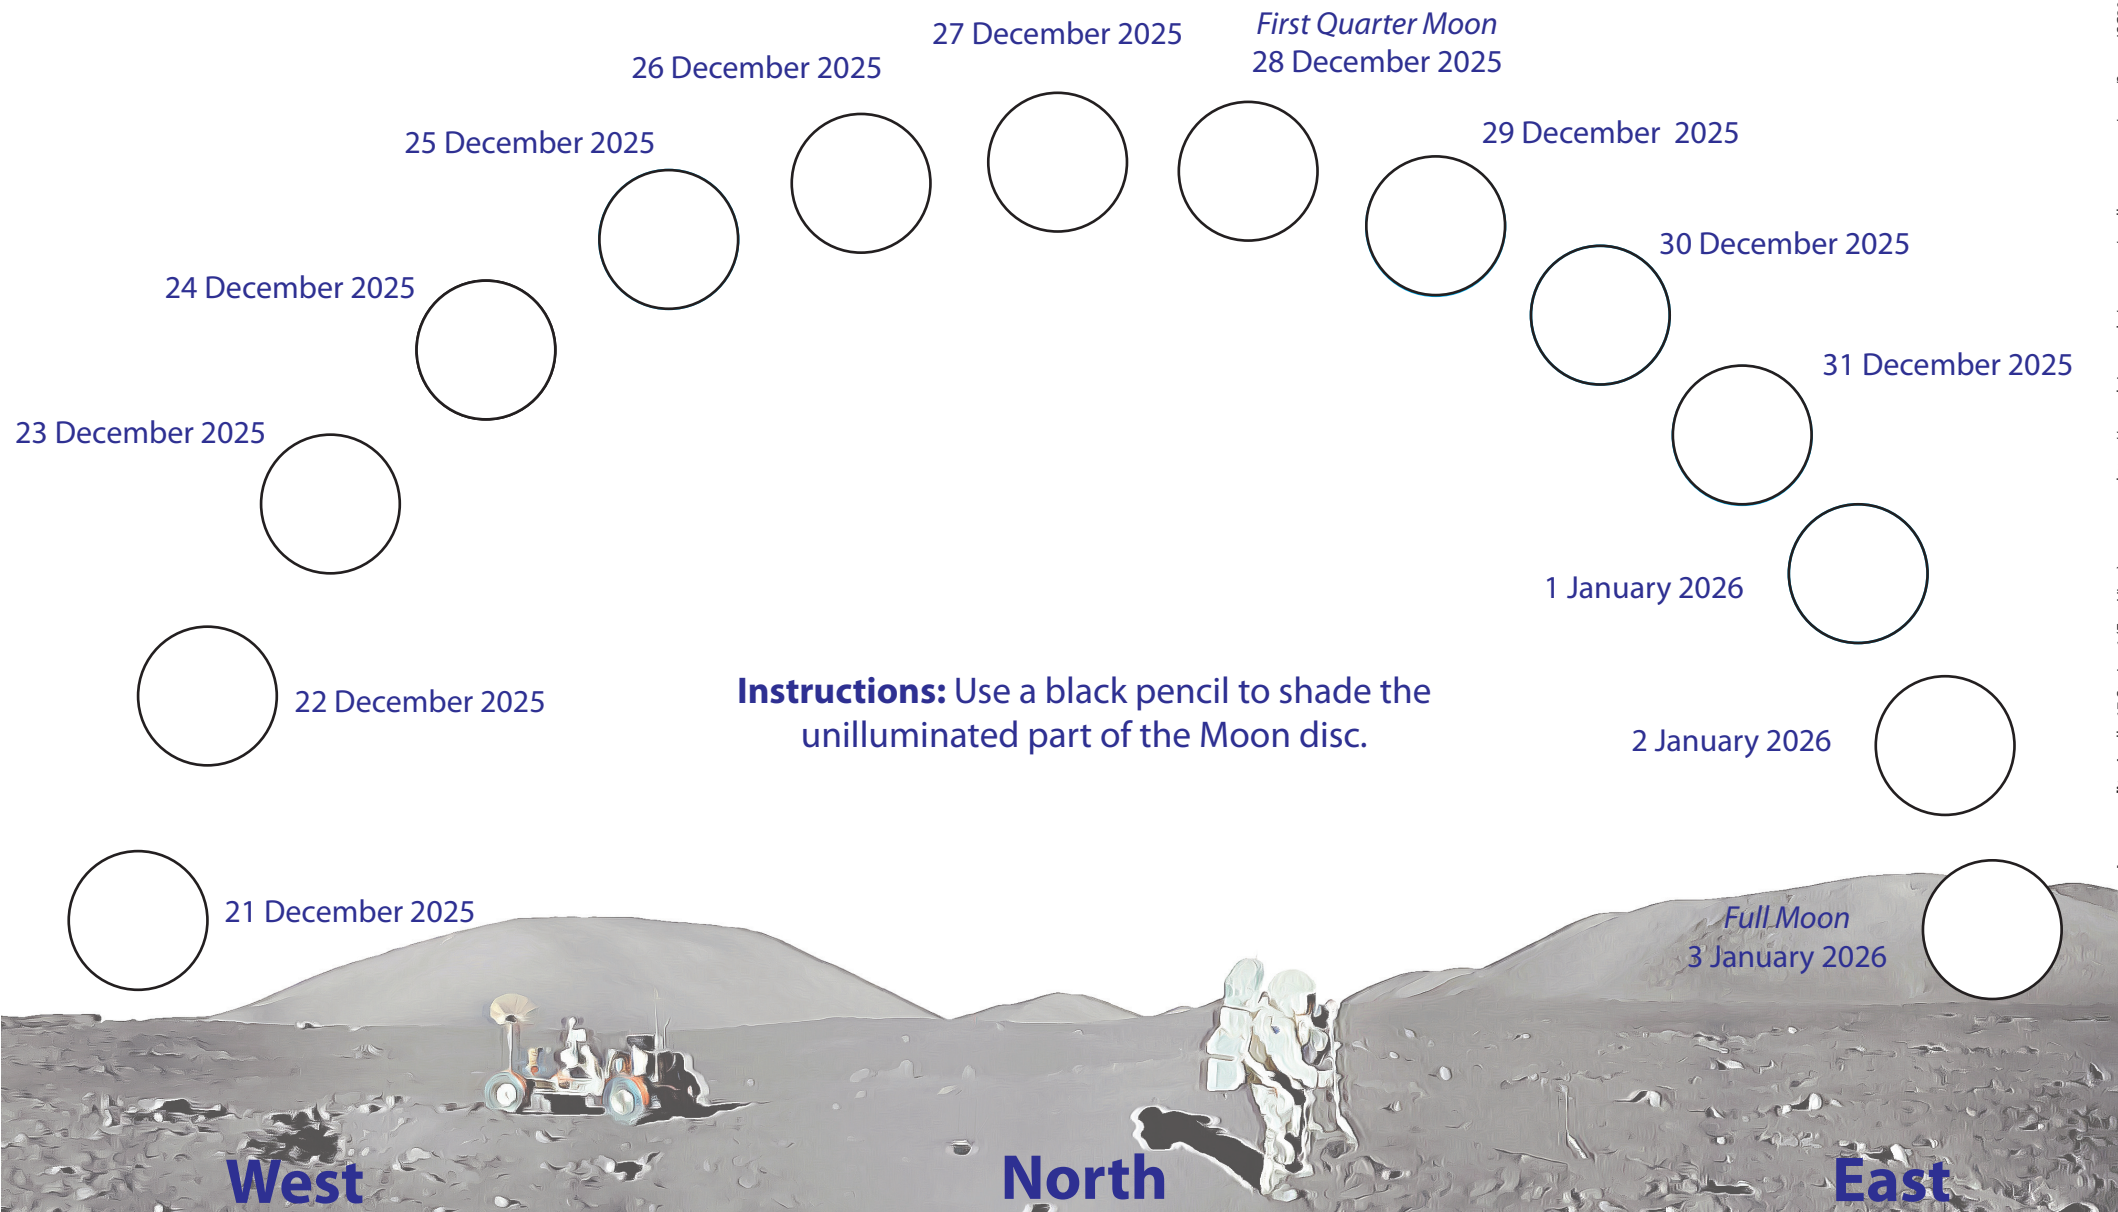 27 December 2025
First Quarter Moon
28 December 2025
26 December 2025
29 December 2025
25 December 2025
30 December 2025
24 December 2025
31 December 2025
23 December 2025
1 January 2026
Instructions: Use a black pencil to shade the
unilluminated part of the Moon disc.
22 December 2025
2 January 2026
21 December 2025
Full Moon
3 January 2026
West
North
East